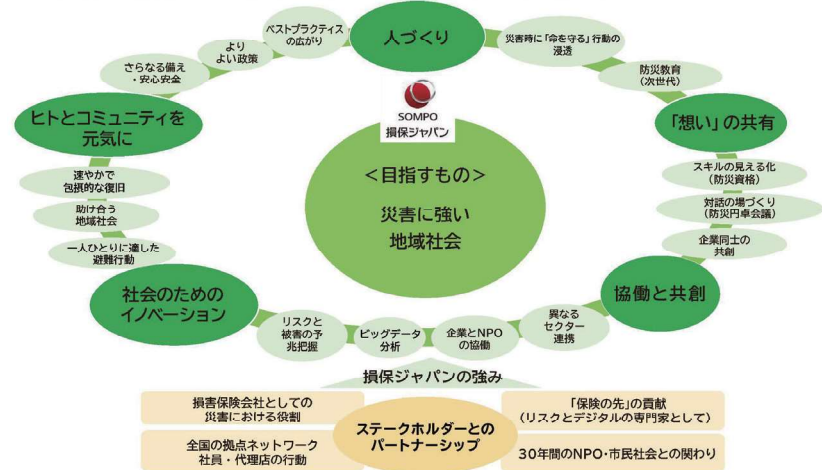 人づくり
災害時に「命を守る」行動の
浸透
防災教育
(次世代)
「想い」の共有
スキルの見える化
(防災資格)
対話の場づくり
(防災円卓会議)
企業同士の
共創
協働と共創
異なる
セクター
連携
企業とNPO
の協働
ビッグデータ
分析
リスクと
被害の予
兆把握
社会のための
イノベーション
一人ひとりに適した
避難行動
助け合う
地域社会
速やかで
包摂的な復旧
ヒトとコミュニティを
元気に
さらなる備え
・安心安全
より
よい政策
ベストプラクティス
の広がり
SOMPO
損保ジャパン
<目指すもの>
災害に強い
地域社会
損保ジャパンの強み
損害保険会社としての
災害における役割
全国の拠点ネットワーク
社員・代理店の行動
ステークホルダーとの
パートナーシップ
「保険の先」の貢献
(リスクとデジタルの専門家として)
30年間のNPO・市民社会との関わり